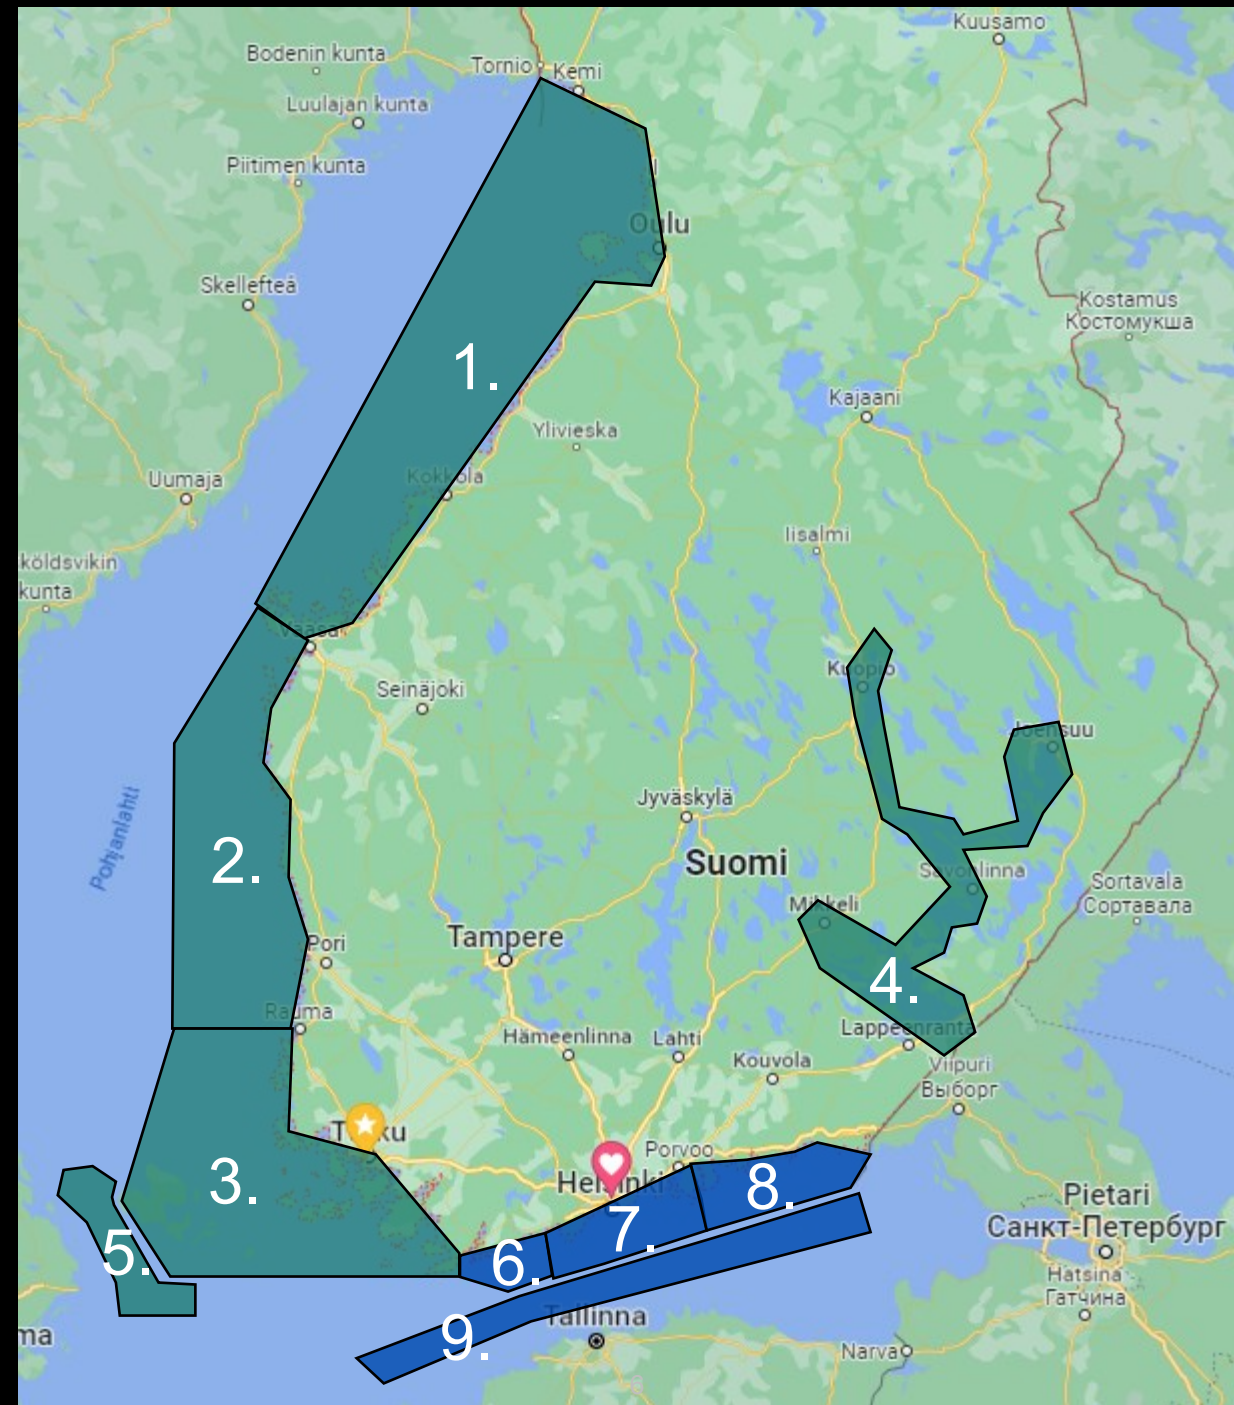 Kuusamo
Bodenin kunta
Tornio
Kemi
Luulajan kunta
Piitimen kunta
Oulu
Skellefteå
Kostamus
Костомукша
1.
Kajaani
Ylivieska
Kokkola
Uumaja
Iisalmi
köldsvikin
kunta
Vaasa
Kuopio
Seinäjoki
Joensuu
Jyväskylä
Pohjanlahti
2.
Suomi
Savonlinna
Sortavala
Сортавала
Mikkeli
Tampere
Pori
4.
Rauma
Lappeenranta
Hämeenlinna
Lahti
Kouvola
Viipuri
Выборг
Turku
Porvoo
3.
Helsinki
8.
Pietari
Санкт-Петербург
7.
5.
6.
Hatsina
Гатчина
Tallinna
ma
9.
Narva